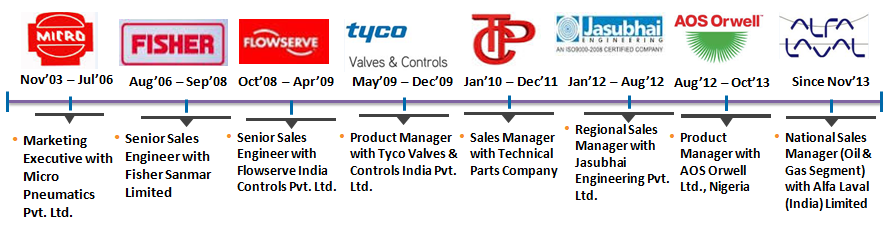 MICRO
FISHER
FLOWSERVE
tyco
Valves & Controls
TCP
Jasubhai
ENGINEERING
AN ISO9000-2008 CERTIFIED COMPANY
AOS Orwell
ALFA
LAVAL
Nov'03 – Jul'06
Aug'06 – Sep'08
Oct'08 – Apr'09
May'09 – Dec'09
Jan'10 – Dec'11
Jan'12 – Aug'12
Aug'12 – Oct'13
Since Nov'13
• Marketing
Executive with
Micro
Pneumatics
Pvt. Ltd.
• Senior Sales
Engineer with
Fisher Sanmar
Limited
• Senior Sales
Engineer with
Flowserve India
Controls Pvt. Ltd.
• Product Manager
with Tyco Valves &
Controls India Pvt.
Ltd.
• Sales Manager
with Technical
Parts Company
• Regional Sales
Manager with
Jasubhai
Engineering Pvt.
Ltd.
• Product
Manager with
AOS Orwell
Ltd., Nigeria
• National Sales
Manager (Oil &
Gas Segment)
with Alfa Laval
(India) Limited